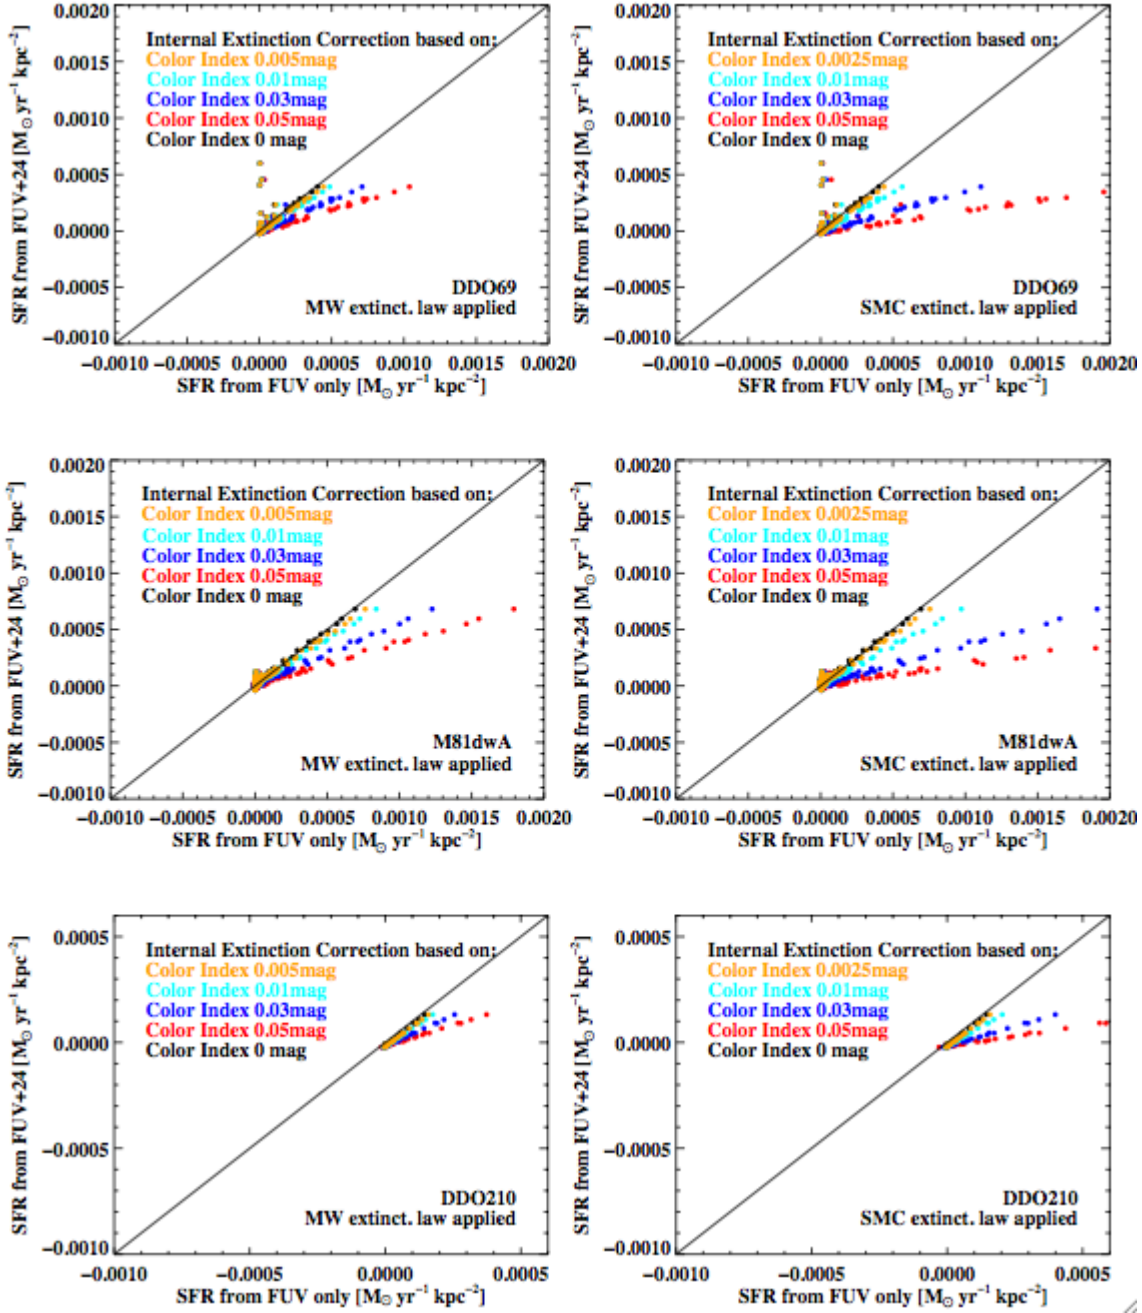 0.0020
0.0015
0.0010
0.0005
0.0000
−0.0005
−0.0010
SFR from FUV+24 [M⊙ yr⁻¹ kpc⁻²]
Internal Extinction Correction based on:
Color Index 0.005mag
Color Index 0.01mag
Color Index 0.03mag
Color Index 0.05mag
Color Index 0 mag
DDO69
MW extinct. law applied
−0.0010 −0.0005 0.0000 0.0005 0.0010 0.0015 0.0020
SFR from FUV only [M⊙ yr⁻¹ kpc⁻²]
0.0020
0.0015
0.0010
0.0005
0.0000
−0.0005
−0.0010
SFR from FUV+24 [M⊙ yr⁻¹ kpc⁻²]
Internal Extinction Correction based on:
Color Index 0.0025mag
Color Index 0.01mag
Color Index 0.03mag
Color Index 0.05mag
Color Index 0 mag
DDO69
SMC extinct. law applied
−0.0010 −0.0005 0.0000 0.0005 0.0010 0.0015 0.0020
SFR from FUV only [M⊙ yr⁻¹ kpc⁻²]
0.0020
0.0015
0.0010
0.0005
0.0000
−0.0005
−0.0010
SFR from FUV+24 [M⊙ yr⁻¹ kpc⁻²]
Internal Extinction Correction based on:
Color Index 0.005mag
Color Index 0.01mag
Color Index 0.03mag
Color Index 0.05mag
Color Index 0 mag
M81dwA
MW extinct. law applied
−0.0010 −0.0005 0.0000 0.0005 0.0010 0.0015 0.0020
SFR from FUV only [M⊙ yr⁻¹ kpc⁻²]
0.0020
0.0015
0.0010
0.0005
0.0000
−0.0005
−0.0010
SFR from FUV+24 [M⊙ yr⁻¹ kpc⁻²]
Internal Extinction Correction based on:
Color Index 0.0025mag
Color Index 0.01mag
Color Index 0.03mag
Color Index 0.05mag
Color Index 0 mag
M81dwA
SMC extinct. law applied
−0.0010 −0.0005 0.0000 0.0005 0.0010 0.0015 0.0020
SFR from FUV only [M⊙ yr⁻¹ kpc⁻²]
0.0005
0.0000
−0.0005
−0.0010
SFR from FUV+24 [M⊙ yr⁻¹ kpc⁻²]
Internal Extinction Correction based on:
Color Index 0.005mag
Color Index 0.01mag
Color Index 0.03mag
Color Index 0.05mag
Color Index 0 mag
DDO210
MW extinct. law applied
−0.0010 −0.0005 0.0000 0.0005
SFR from FUV only [M⊙ yr⁻¹ kpc⁻²]
0.0005
0.0000
−0.0005
−0.0010
SFR from FUV+24 [M⊙ yr⁻¹ kpc⁻²]
Internal Extinction Correction based on:
Color Index 0.0025mag
Color Index 0.01mag
Color Index 0.03mag
Color Index 0.05mag
Color Index 0 mag
DDO210
SMC extinct. law applied
−0.0010 −0.0005 0.0000 0.0005
SFR from FUV only [M⊙ yr⁻¹ kpc⁻²]